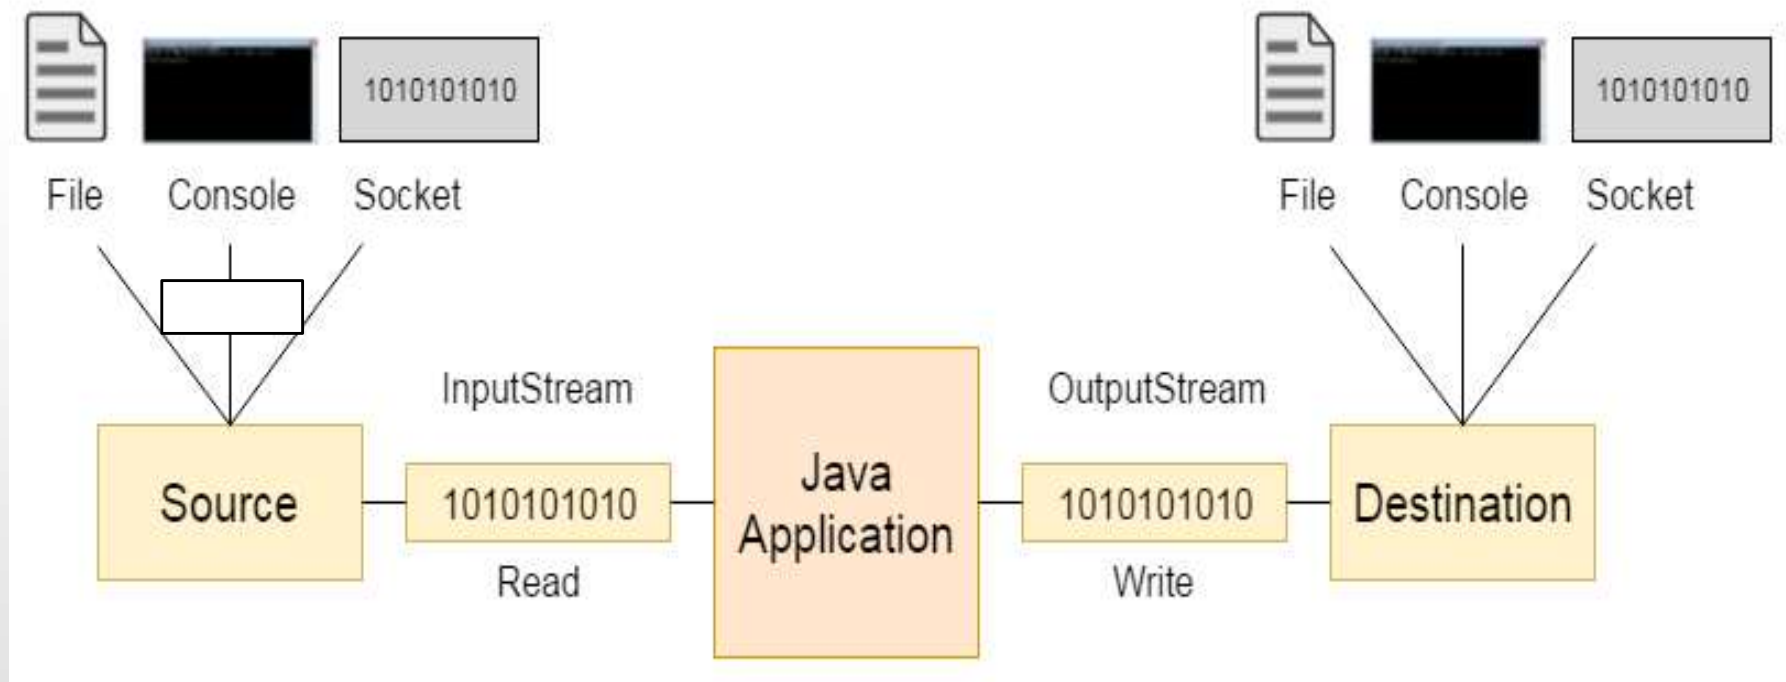 1010101010
1010101010
File Console Socket
File Console Socket
InputStream
OutputStream
Source
1010101010
Java
Application
1010101010
Destination
Read
Write